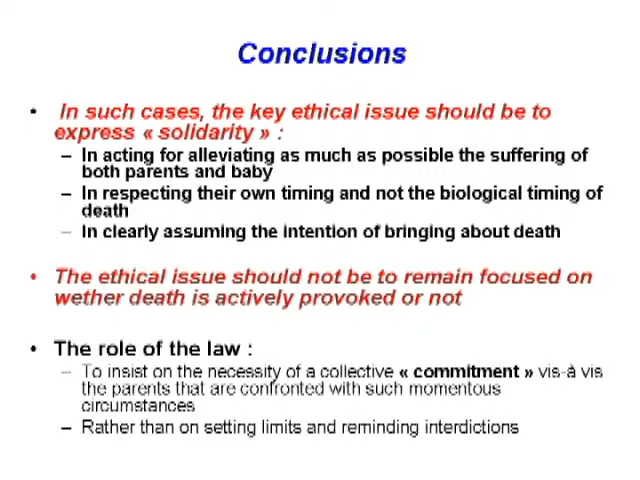 Conclusions
• In such cases, the key ethical issue should be to
express « solidarity » :
– In acting for alleviating as much as possible the suffering of
both parents and baby
– In respecting their own timing and not the biological timing of
death
– In clearly assuming the intention of bringing about death
• The ethical issue should not be to remain focused on
wether death is actively provoked or not
• The role of the law :
– To insist on the necessity of a collective « commitment » vis-à vis
the parents that are confronted with such momentous
circumstances
– Rather than on setting limits and reminding interdictions